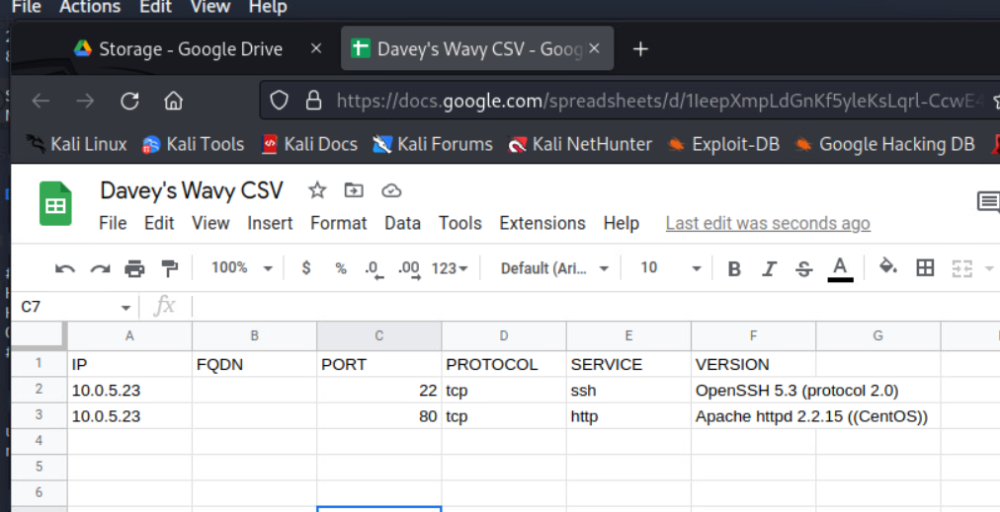 File Actions Edit View Help
Storage - Google Drive × Davey's Wavy CSV - Goog × +
https://docs.google.com/spreadsheets/d/1IeepXmpLdGnKf5yleKsLqrl-CcwE4
Kali Linux Kali Tools Kali Docs Kali Forums Kali NetHunter Exploit-DB Google Hacking DB
Davey's Wavy CSV
File Edit View Insert Format Data Tools Extensions Help Last edit was seconds ago
100% $ % .0 .00 123 Default (Ari... 10 B I S A
C7 fx
A B C D E F G
1 IP FQDN PORT PROTOCOL SERVICE VERSION
2 10.0.5.23 22 tcp ssh OpenSSH 5.3 (protocol 2.0)
3 10.0.5.23 80 tcp http Apache httpd 2.2.15 ((CentOS))
4
5
6